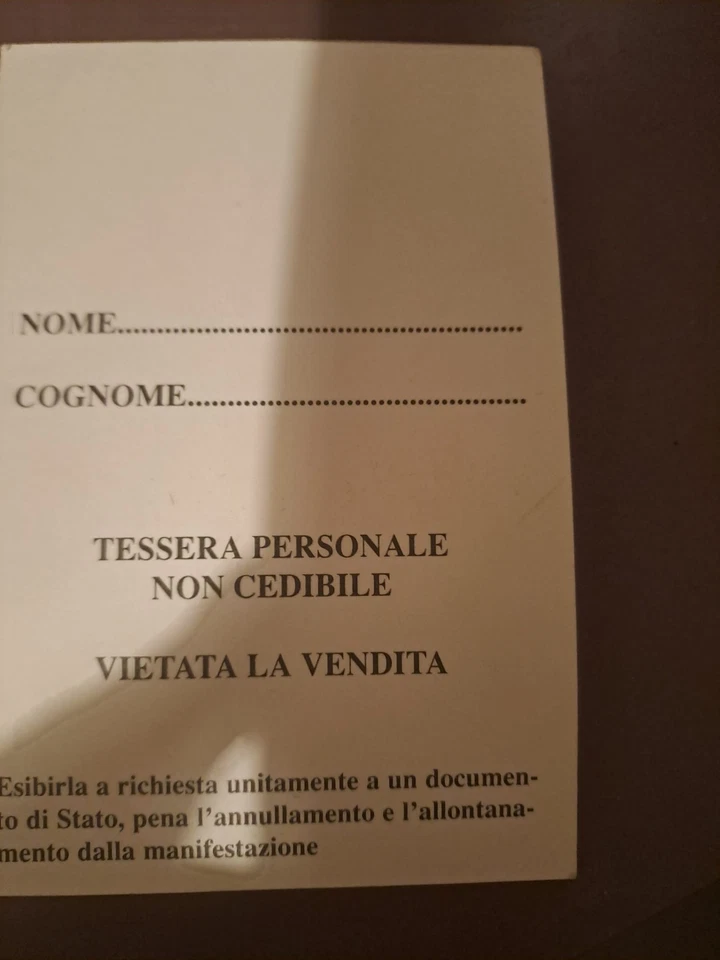 NOME..................................................
COGNOME..........................................
TESSERA PERSONALE
NON CEDIBILE
VIETATA LA VENDITA
Esibirla a richiesta unitamente a un documen-
to di Stato, pena l'annullamento e l'allontana-
mento dalla manifestazione